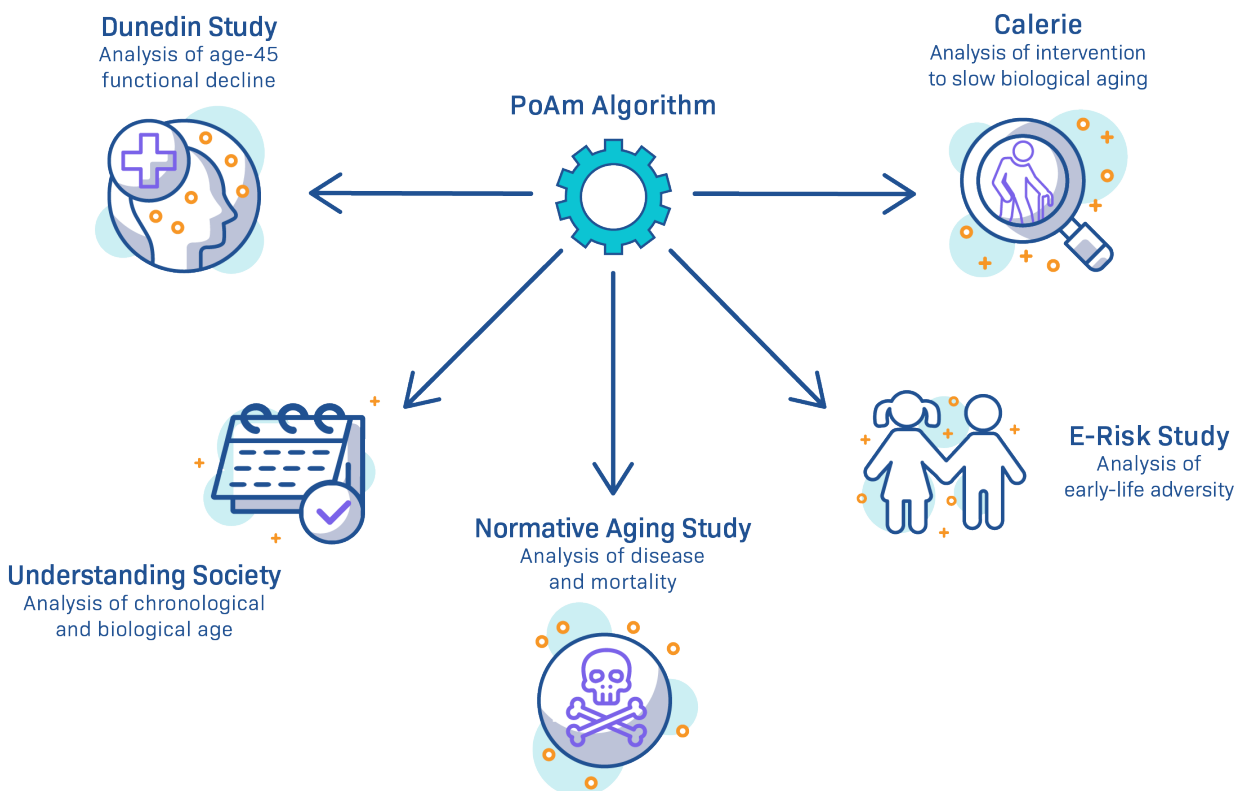 Dunedin Study
Analysis of age-45
functional decline
Calerie
Analysis of intervention
to slow biological aging
PoAm Algorithm
E-Risk Study
Analysis of
early-life adversity
Normative Aging Study
Analysis of disease
and mortality
Understanding Society
Analysis of chronological
and biological age